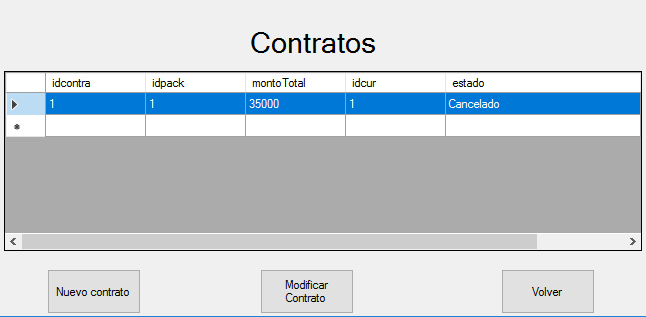 Contratos
idcontra idpack montoTotal idcur estado
1 1 35000 1 Cancelado
Nuevo contrato
Modificar
Contrato
Volver